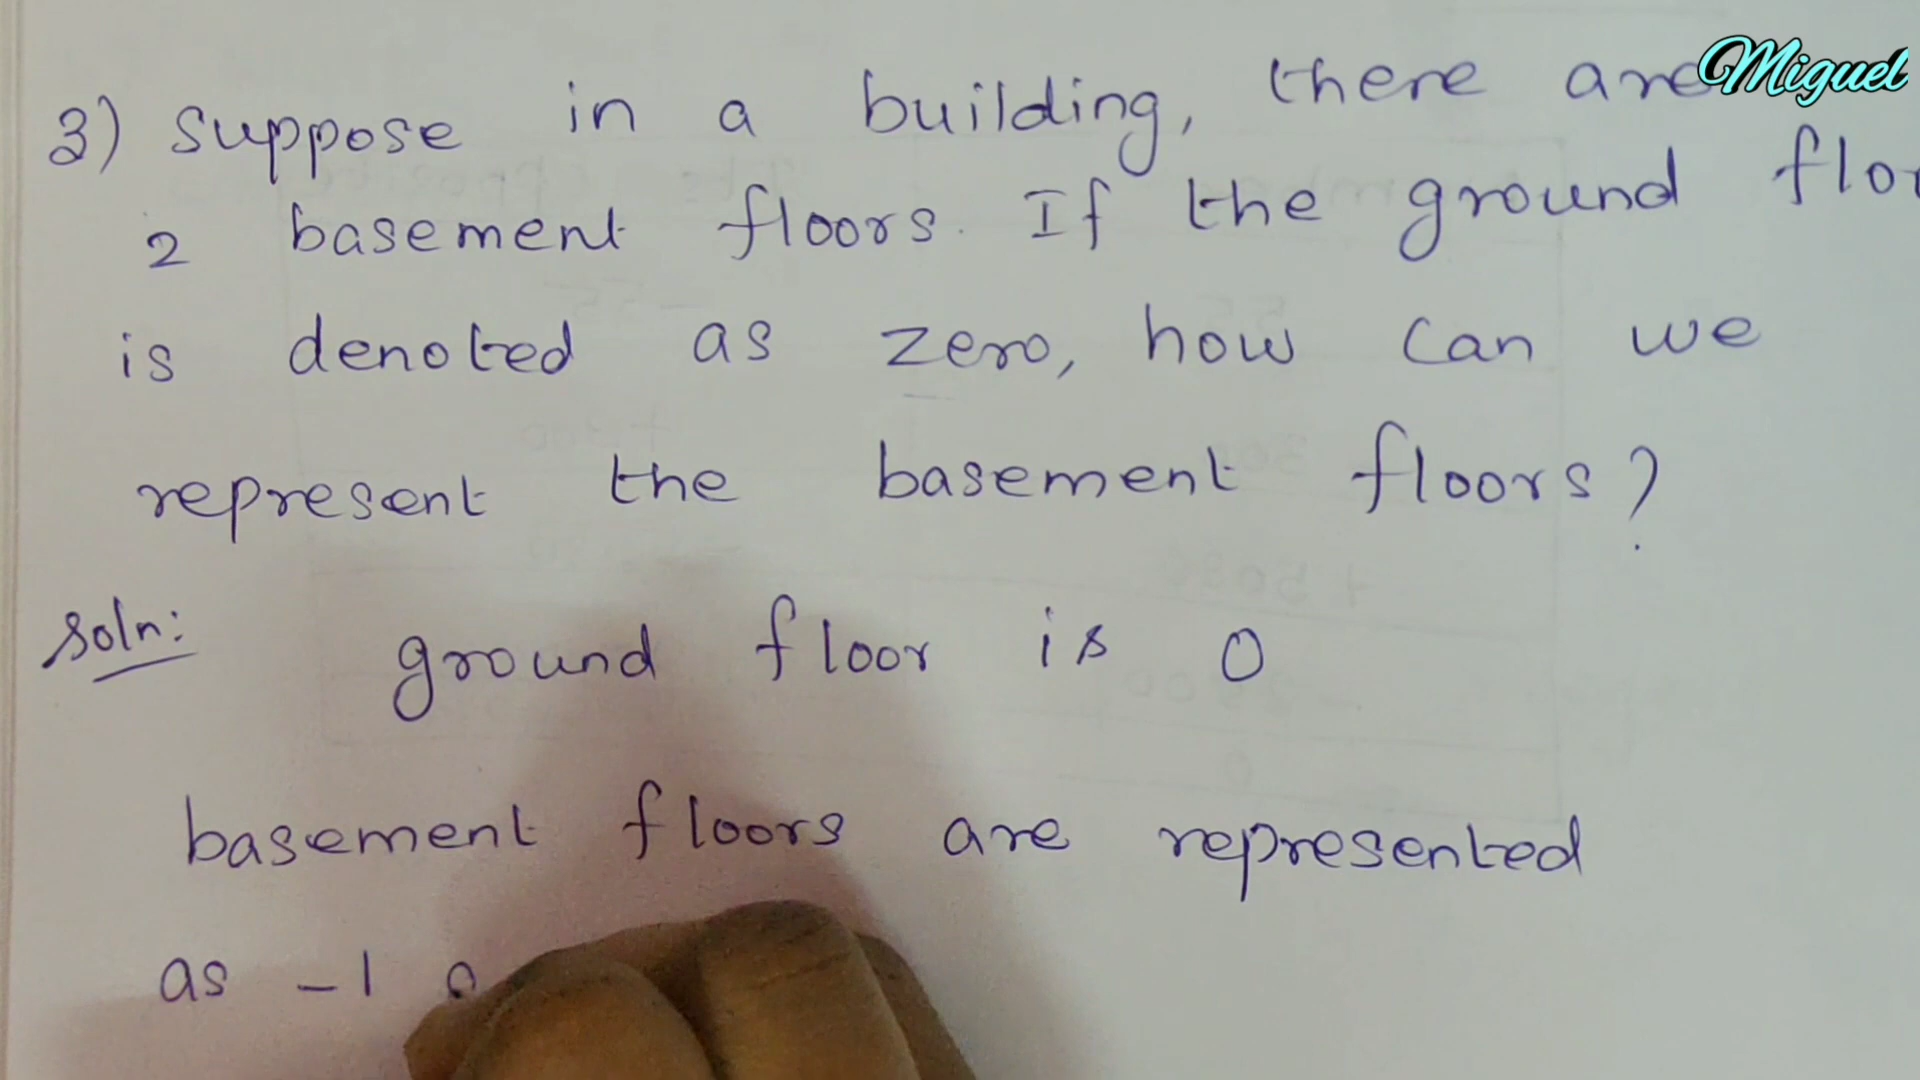 Miguel
3) Suppose in a building, there are
2 basement floors. If the ground
is denoted as zero, how can we
represent the basement floors?
Soln: ground floor is 0
basement floors are represented
as -1